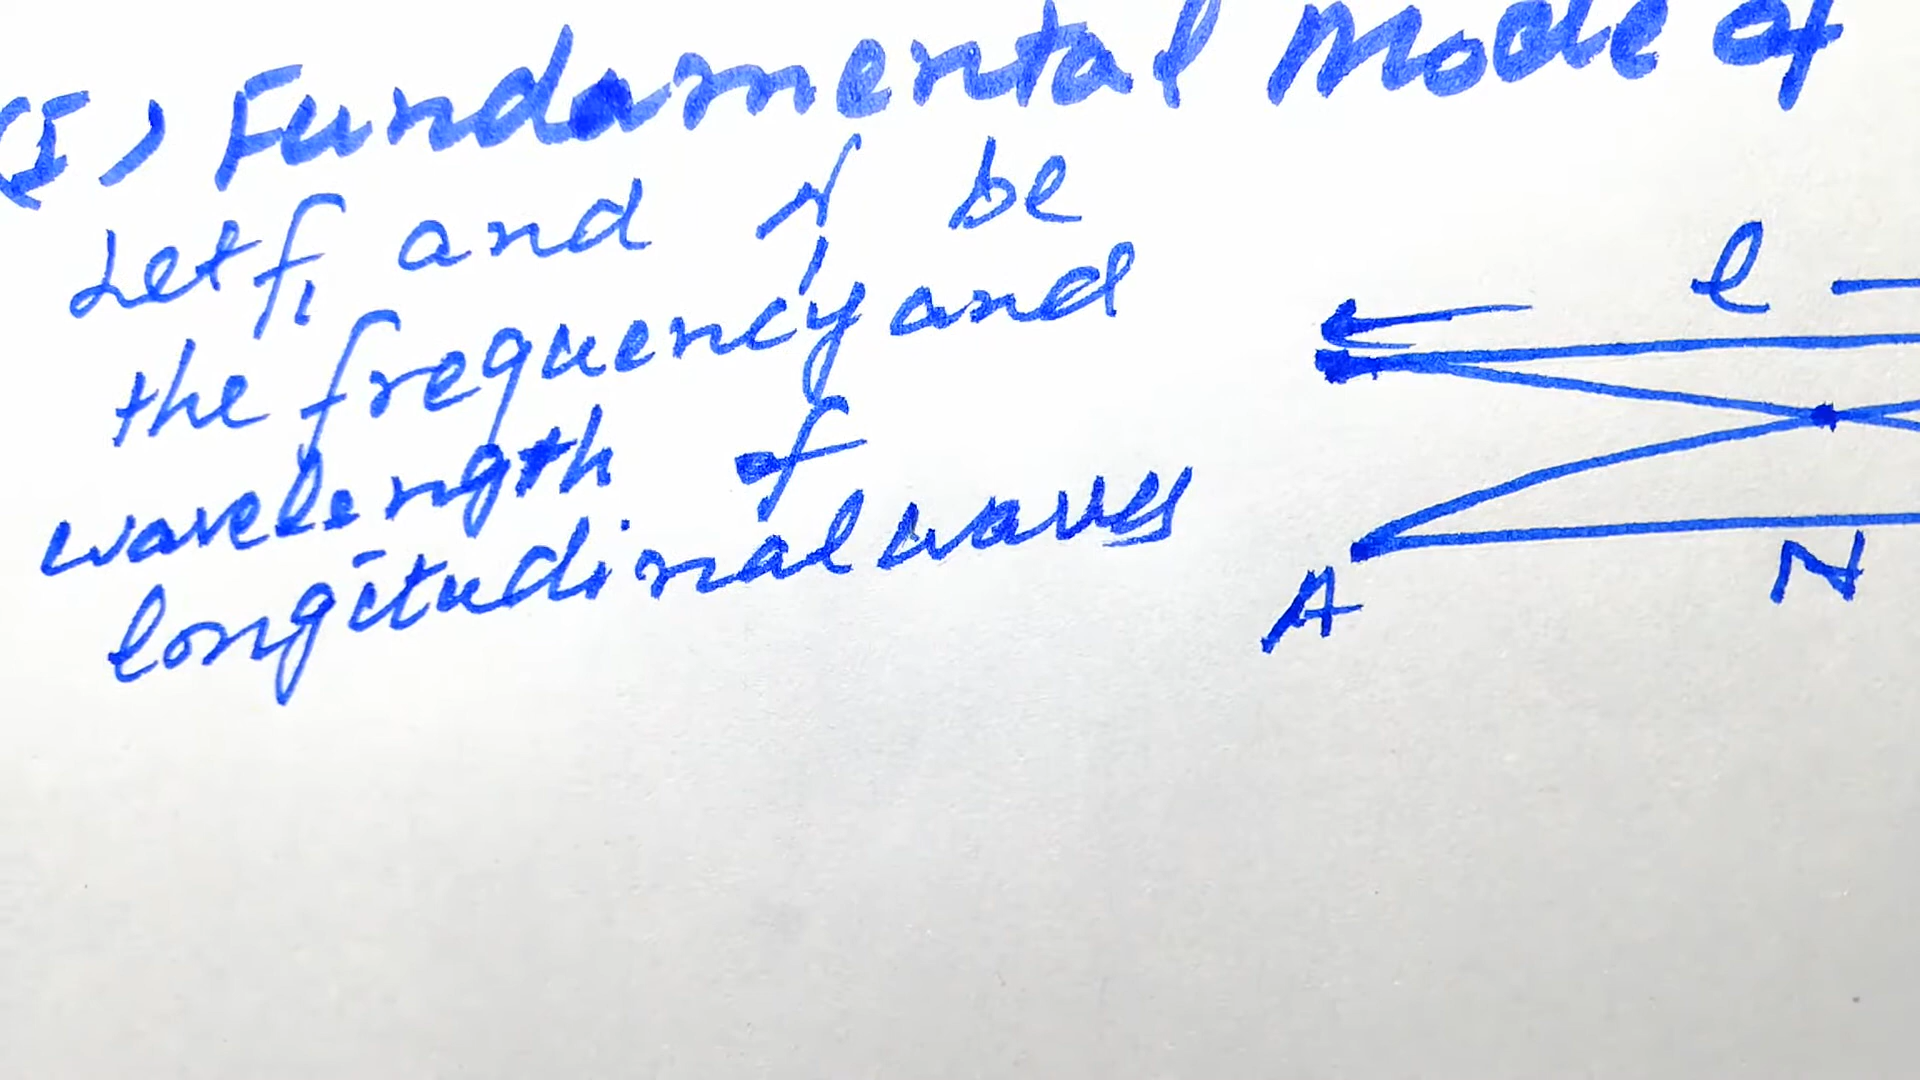 (I) Fundamental Mode of
Let f₁ and λ₁ be
the frequency and
wavelength of
longitudinal waves
l
A
N